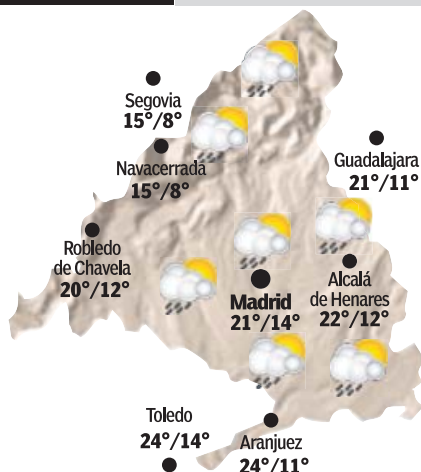 Segovia
15°/8°
Navacerrada
15°/8°
Guadalajara
21°/11°
Robledo
de Chavela
20°/12°
Madrid
21°/14°
Alcalá
de Henares
22°/12°
Toledo
24°/14°
Aranjuez
24°/11°